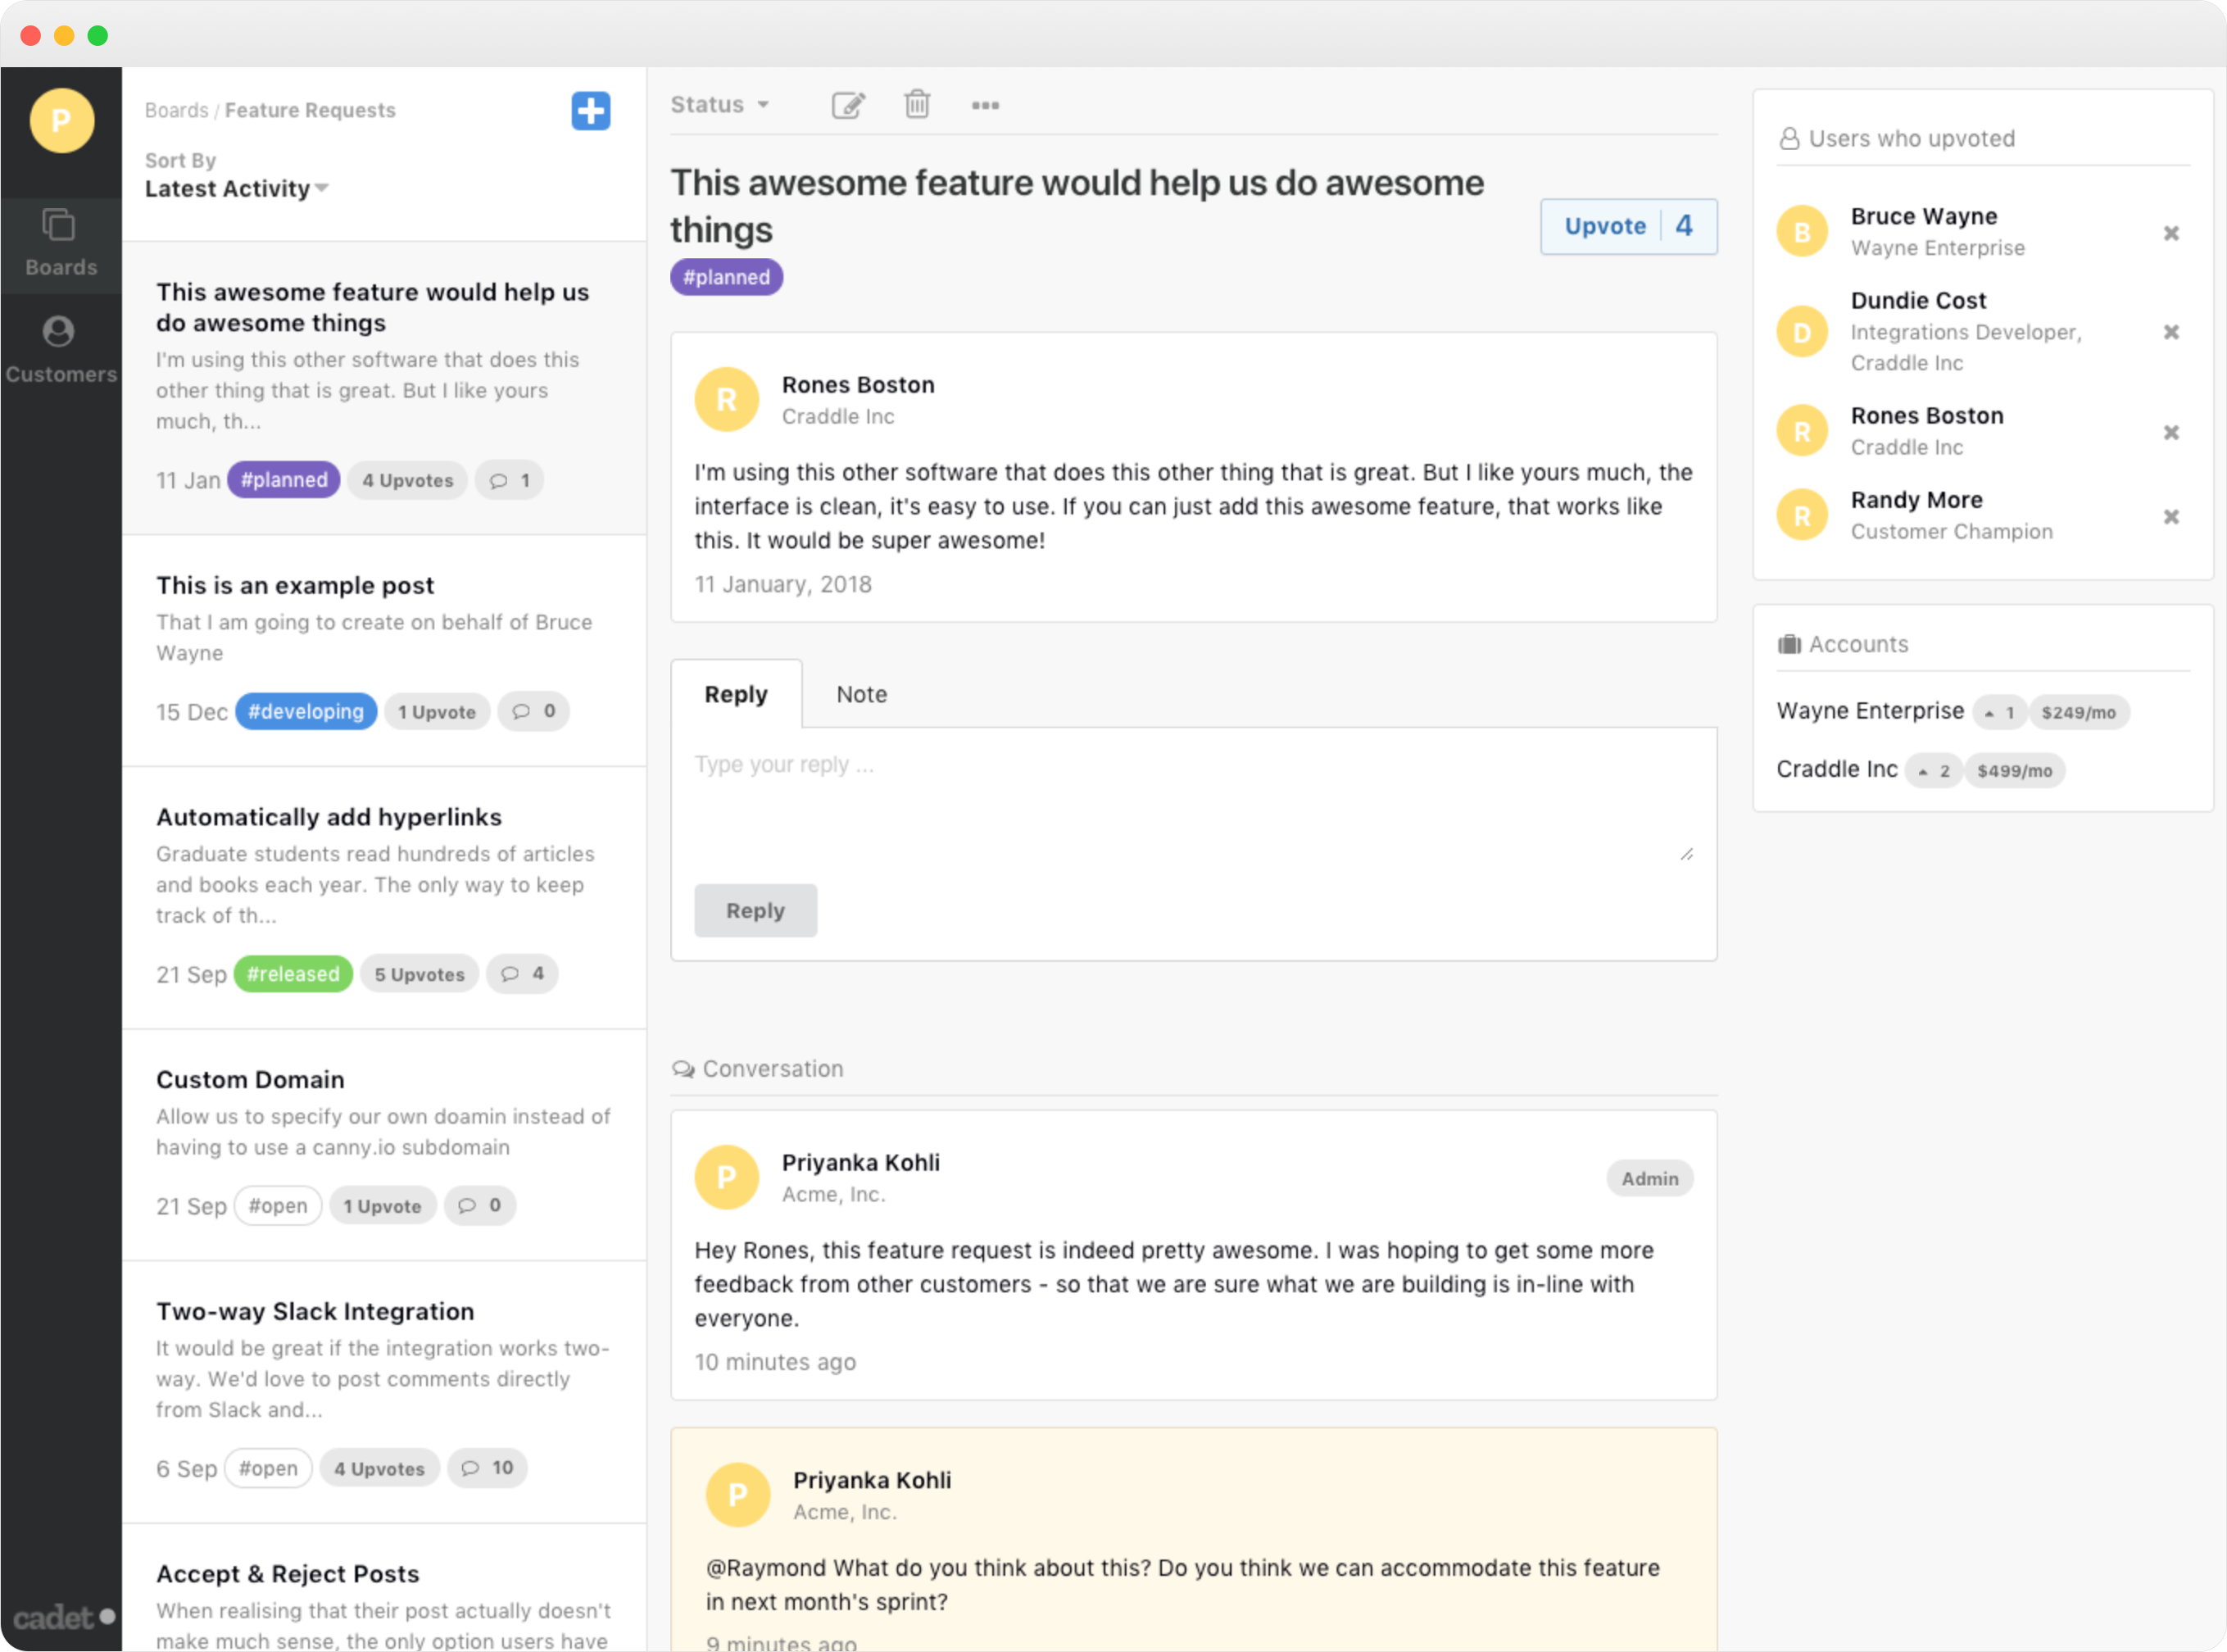 P
Boards
Customers
cadet
Boards / Feature Requests
Sort By
Latest Activity
This awesome feature would help us
do awesome things
I'm using this other software that does this
other thing that is great. But I like yours
much, th...
11 Jan #planned 4 Upvotes 1
This is an example post
That I am going to create on behalf of Bruce
Wayne
15 Dec #developing 1 Upvote 0
Automatically add hyperlinks
Graduate students read hundreds of articles
and books each year. The only way to keep
track of th...
21 Sep #released 5 Upvotes 4
Custom Domain
Allow us to specify our own doamin instead of
having to use a canny.io subdomain
21 Sep #open 1 Upvote 0
Two-way Slack Integration
It would be great if the integration works two-
way. We'd love to post comments directly
from Slack and...
6 Sep #open 4 Upvotes 10
Accept & Reject Posts
When realising that their post actually doesn't
make much sense, the only option users have
Status
This awesome feature would help us do awesome
things
#planned
Upvote 4
R
Rones Boston
Craddle Inc
I'm using this other software that does this other thing that is great. But I like yours much, the
interface is clean, it's easy to use. If you can just add this awesome feature, that works like
this. It would be super awesome!
11 January, 2018
Reply Note
Type your reply ...
Reply
Conversation
P
Priyanka Kohli
Acme, Inc.
Admin
Hey Rones, this feature request is indeed pretty awesome. I was hoping to get some more
feedback from other customers - so that we are sure what we are building is in-line with
everyone.
10 minutes ago
P
Priyanka Kohli
Acme, Inc.
@Raymond What do you think about this? Do you think we can accommodate this feature
in next month's sprint?
9 minutes ago
Users who upvoted
B
Bruce Wayne
Wayne Enterprise
D
Dundie Cost
Integrations Developer,
Craddle Inc
R
Rones Boston
Craddle Inc
R
Randy More
Customer Champion
Accounts
Wayne Enterprise 1 $249/mo
Craddle Inc 2 $499/mo